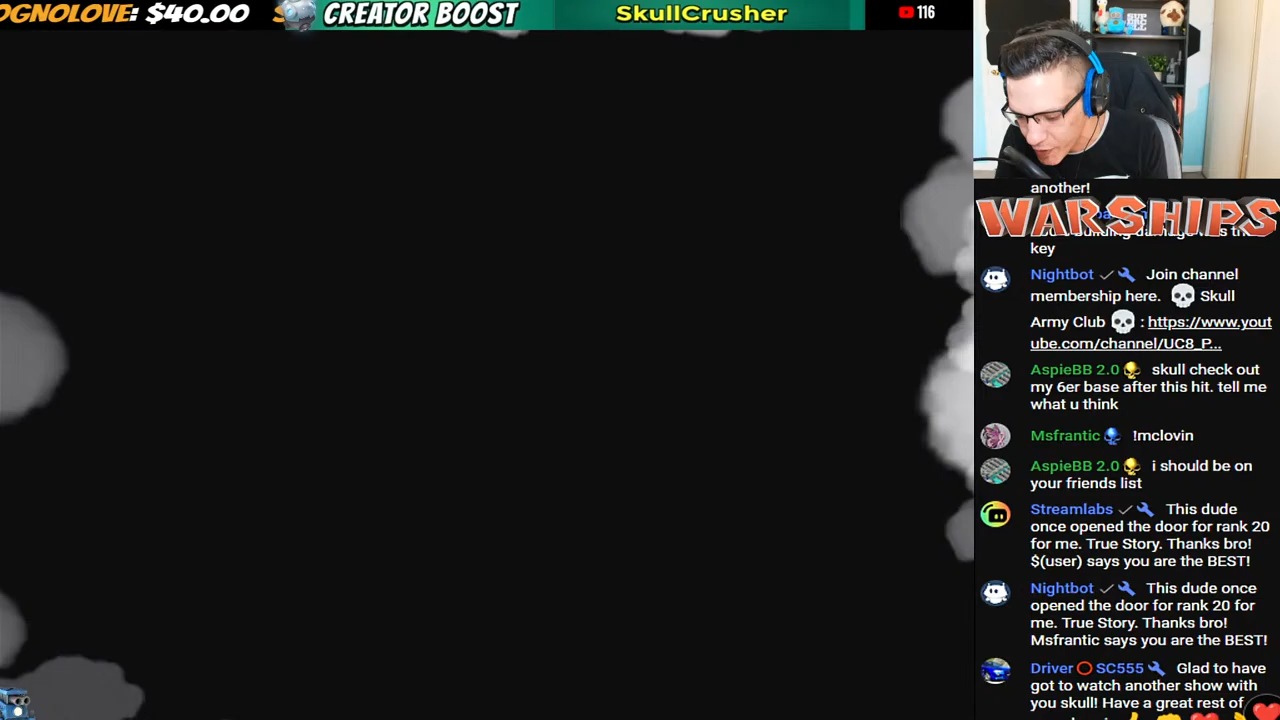 OGNOLOVE: $40.00
CREATOR BOOST
SkullCrusher
116
another!
WARSHIPS
key
Nightbot Join channel
membership here. 💀 Skull
Army Club 💀 : https://www.yout
ube.com/channel/UC8_P...
AspieBB 2.0 skull check out
my 6er base after this hit. tell me
what u think
Msfrantic !mclovin
AspieBB 2.0 i should be on
your friends list
Streamlabs This dude
once opened the door for rank 20
for me. True Story. Thanks bro!
$(user) says you are the BEST!
Nightbot This dude once
opened the door for rank 20 for
me. True Story. Thanks bro!
Msfrantic says you are the BEST!
Driver ⭕ SC555 Glad to have
got to watch another show with
you skull! Have a great rest of